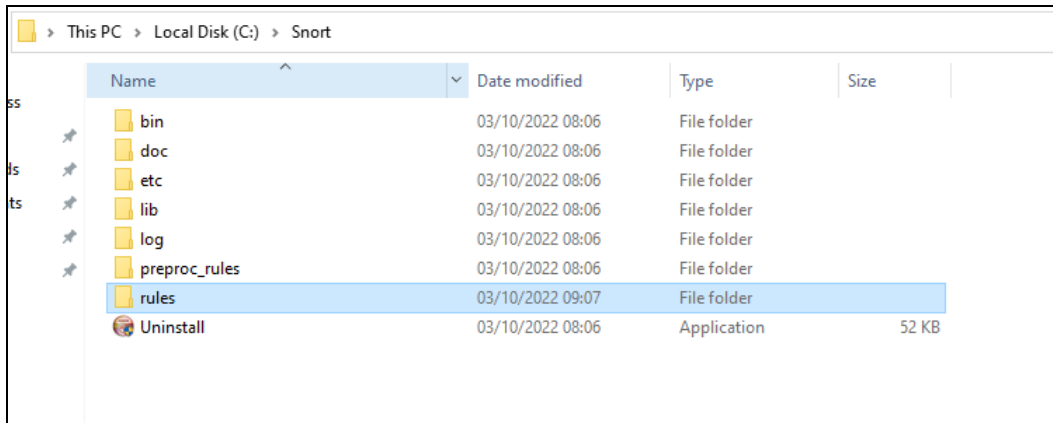 This PC > Local Disk (C:) > Snort
Name Date modified Type Size
ss
bin 03/10/2022 08:06 File folder
doc 03/10/2022 08:06 File folder
ds
etc 03/10/2022 08:06 File folder
ts
lib 03/10/2022 08:06 File folder
log 03/10/2022 08:06 File folder
preproc_rules 03/10/2022 08:06 File folder
rules 03/10/2022 09:07 File folder
Uninstall 03/10/2022 08:06 Application 52 KB